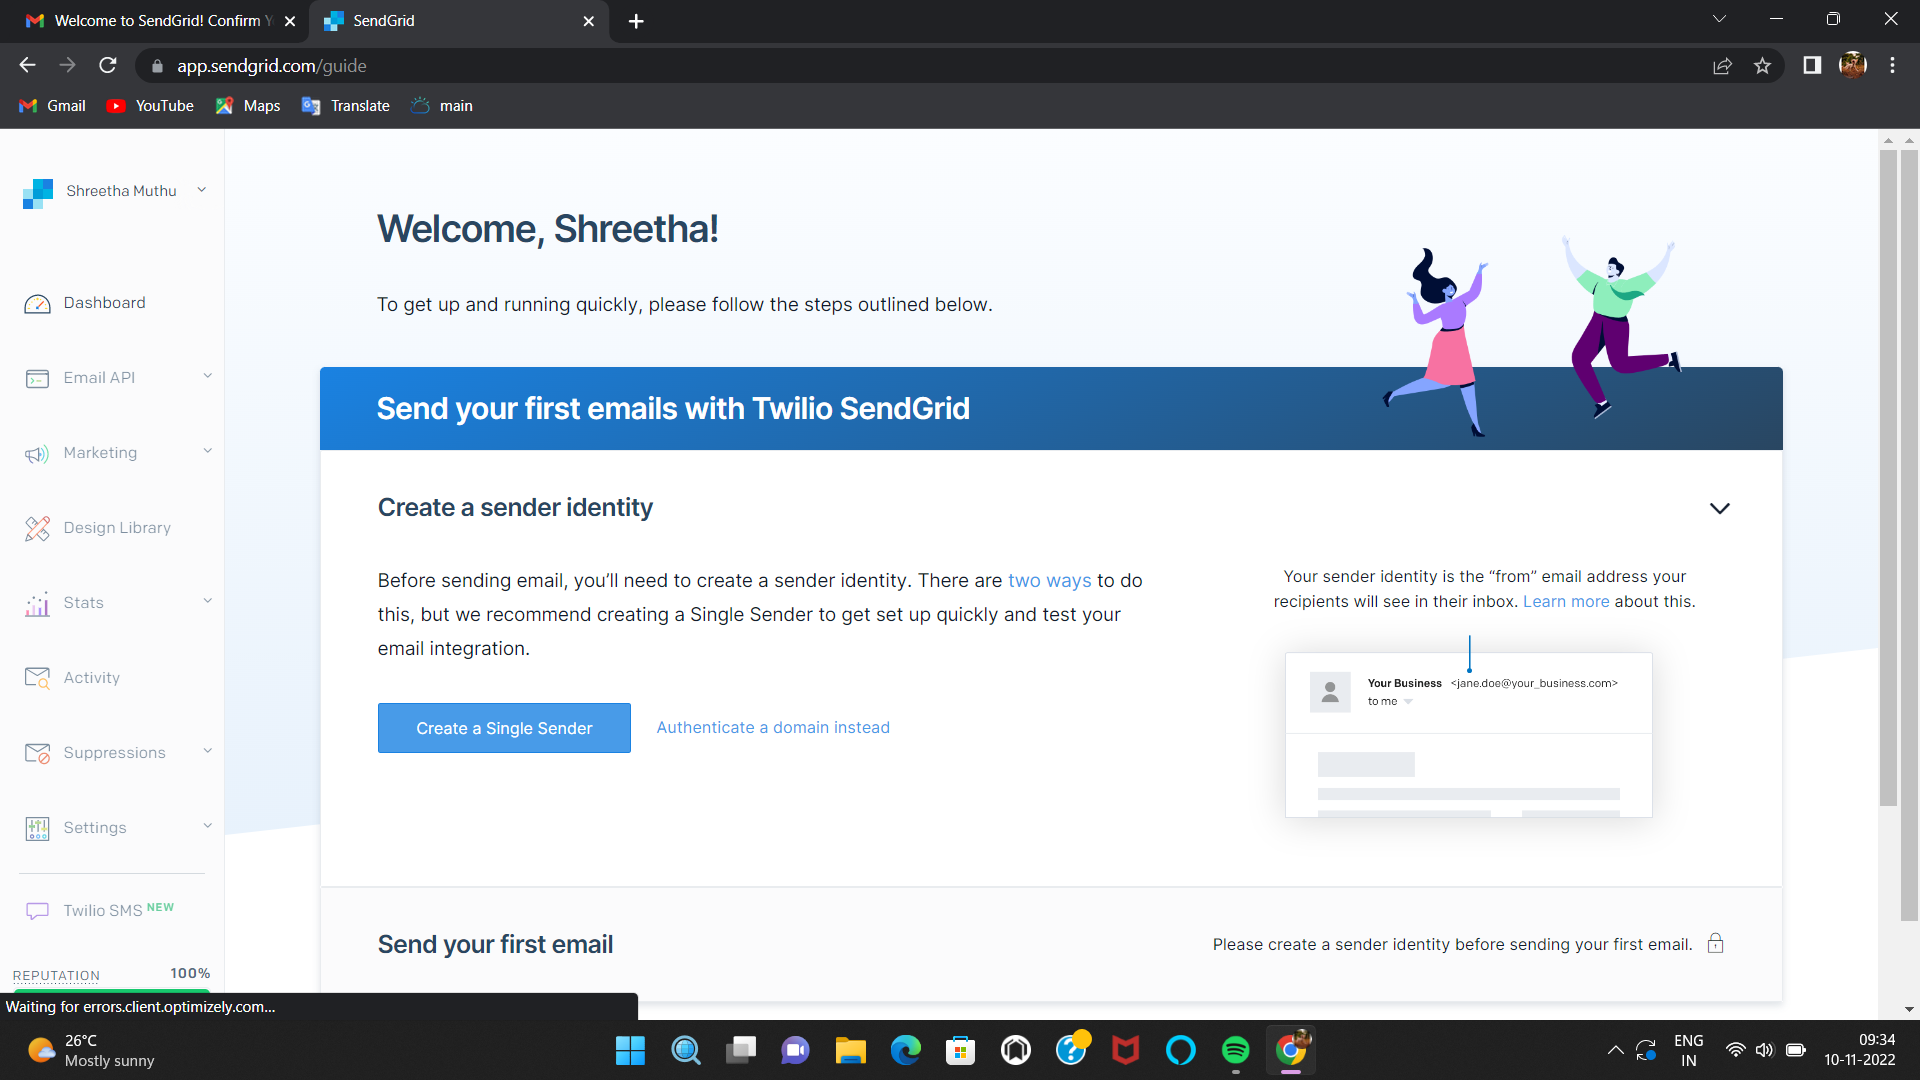 Welcome to SendGrid! Confirm Y
SendGrid
app.sendgrid.com/guide
Gmail
YouTube
Maps
Translate
main
Shreetha Muthu
Dashboard
Email API
Marketing
Design Library
Stats
Activity
Suppressions
Settings
Twilio SMS NEW
REPUTATION 100%
Welcome, Shreetha!
To get up and running quickly, please follow the steps outlined below.
Send your first emails with Twilio SendGrid
Create a sender identity
Before sending email, you’ll need to create a sender identity. There are two ways to do
this, but we recommend creating a Single Sender to get set up quickly and test your
email integration.
Create a Single Sender
Authenticate a domain instead
Your sender identity is the “from” email address your
recipients will see in their inbox. Learn more about this.
Your Business <jane.doe@your_business.com>
to me
Send your first email
Please create a sender identity before sending your first email.
Waiting for errors.client.optimizely.com...
26°C
Mostly sunny
ENG
IN
09:34
10-11-2022